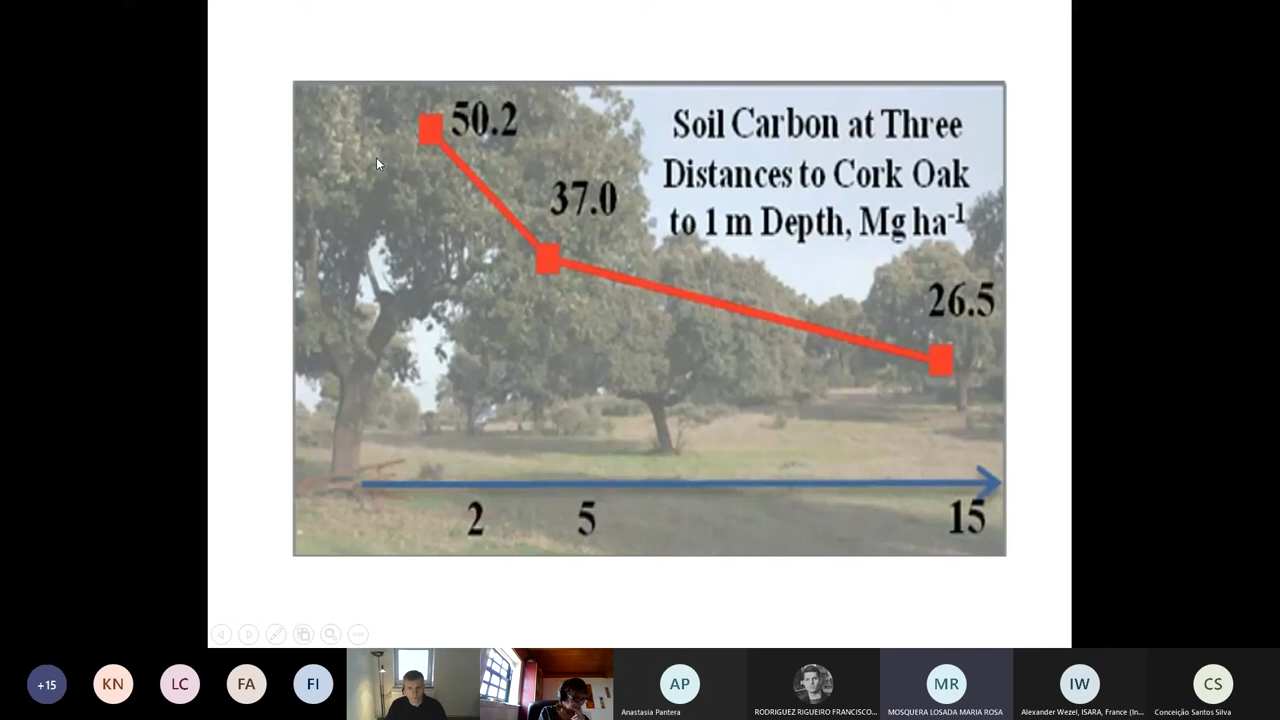 50.2
Soil Carbon at Three
Distances to Cork Oak
to 1 m Depth, Mg ha⁻¹
37.0
26.5
2
5
15
+15
KN
LC
FA
FI
AP
MR
IW
CS
Anastasia Pantera
RODRIGUEZ RIGUEIRO FRANCISCO...
MOSQUERA LOSADA MARIA ROSA
Alexander Wezel, ISARA, France (In...
Conceição Santos Silva